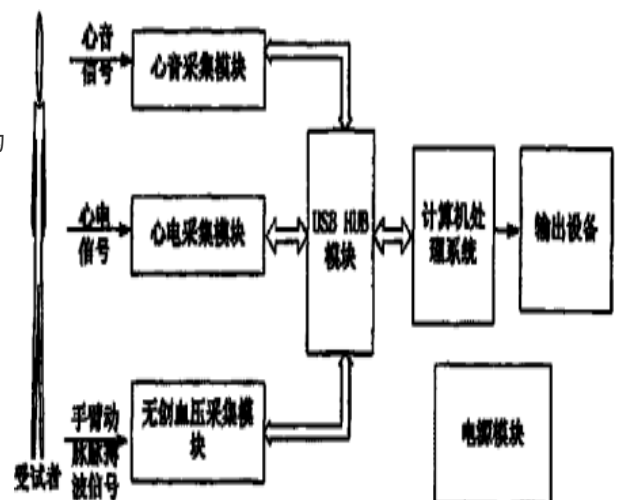 心音
信号
心音采集模块
心电
信号
心电采集模块
USB HUB
模块
计算机处
理系统
输出设备
手臂动
脉脉搏
波信号
无创血压采集模
块
电源模块
受试者